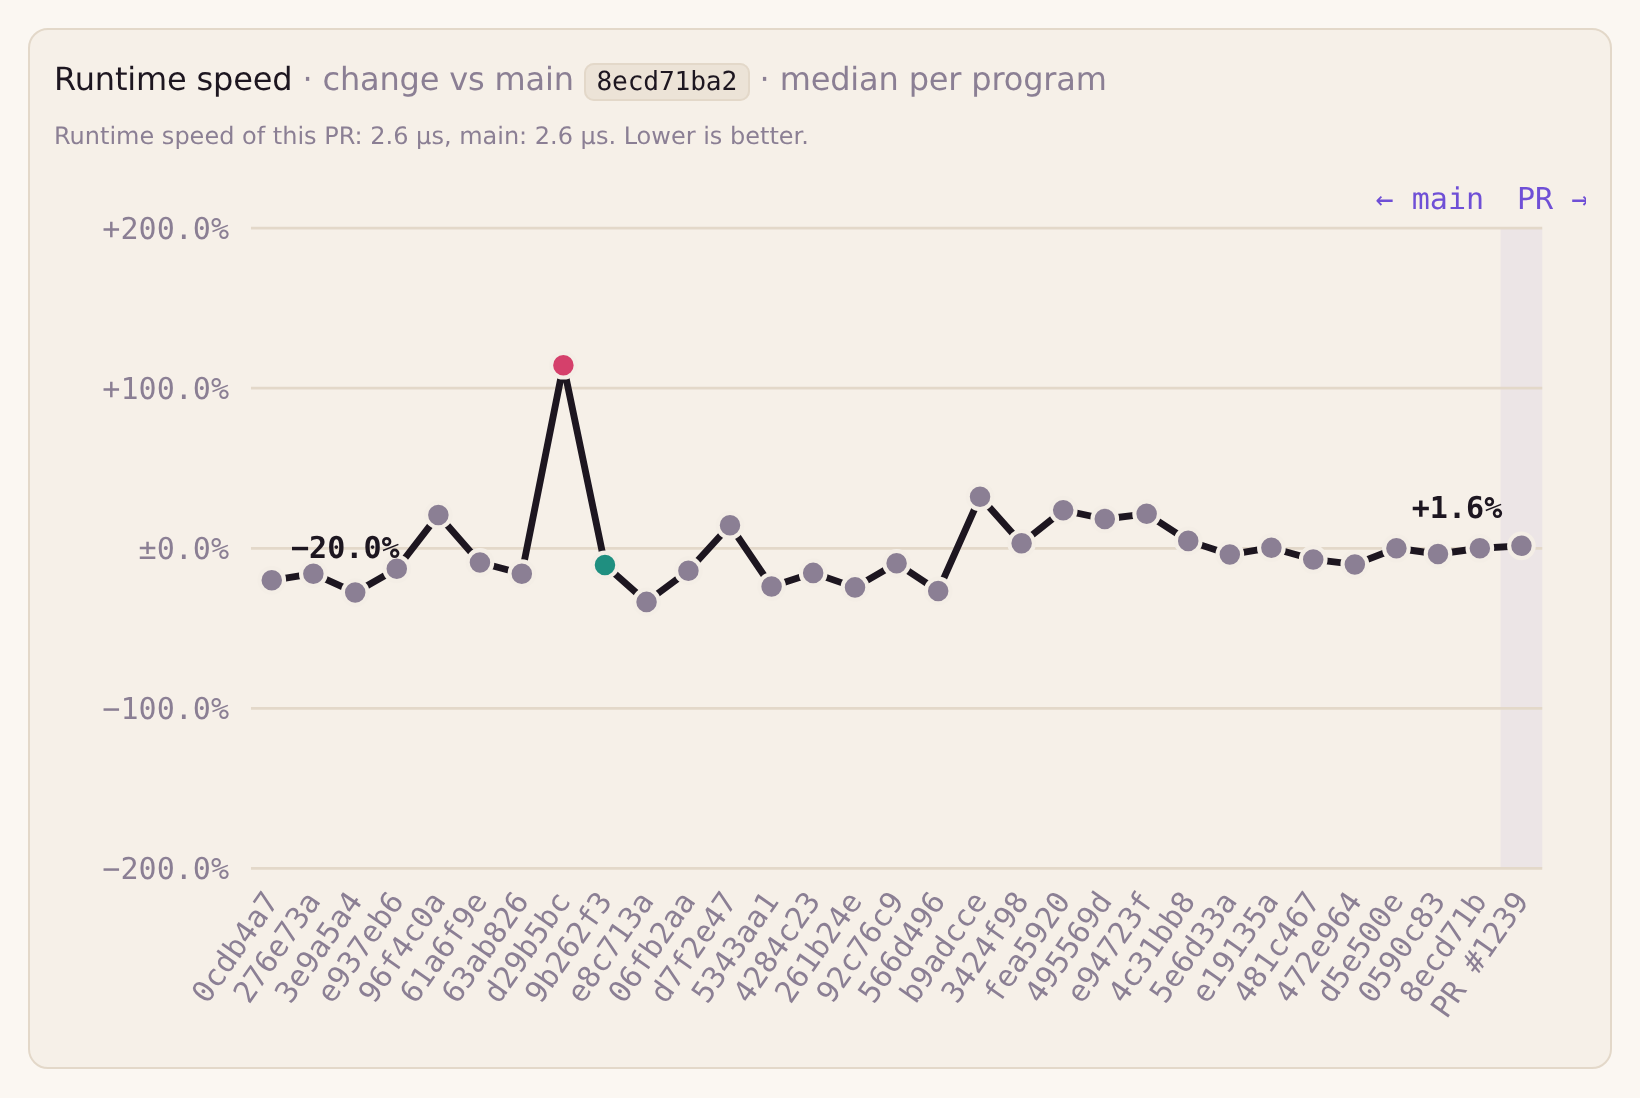 Runtime speed · change vs main 8ecd71ba2 · median per program
Runtime speed of this PR: 2.6 µs, main: 2.6 µs. Lower is better.
← main PR →
+200.0%
+100.0%
±0.0%
−100.0%
−200.0%
−20.0%
+1.6%
0cdb4a7
276e73a
3e9a5a4
e937eb6
96f4c0a
61a6f9e
63ab826
d29b5bc
9b262f3
e8c713a
06fb2aa
d7f2e47
5343aa1
4284c23
261b24e
92c76c9
566d496
b9adcce
3424f98
fea5920
495569d
e94723f
4c31bb8
5e6d33a
e19135a
481c467
472e964
d5e500e
0590c83
8ecd71b
PR #1239